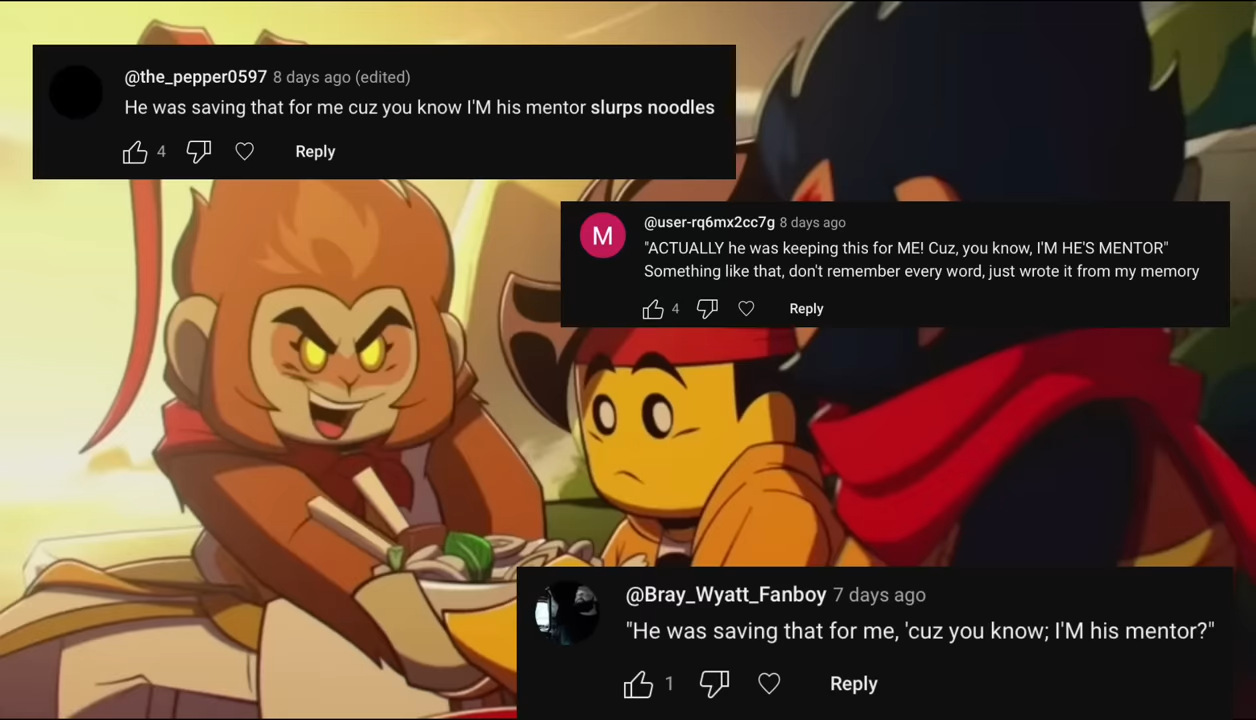 @the_pepper0597 8 days ago (edited)
He was saving that for me cuz you know I'M his mentor slurps noodles
4
Reply
M
@user-rq6mx2cc7g 8 days ago
"ACTUALLY he was keeping this for ME! Cuz, you know, I'M HE'S MENTOR"
Something like that, don't remember every word, just wrote it from my memory
4
Reply
@Bray_Wyatt_Fanboy 7 days ago
"He was saving that for me, 'cuz you know; I'M his mentor?"
1
Reply